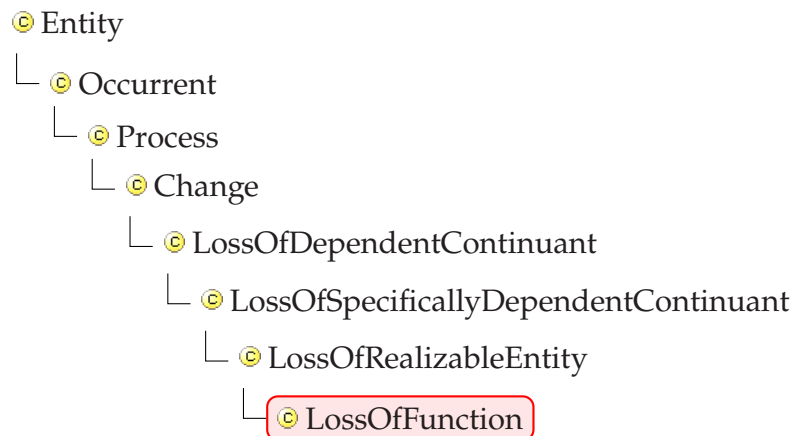 C Entity
C Occurrent
C Process
C Change
C LossOfDependentContinuant
C LossOfSpecificallyDependentContinuant
C LossOfRealizableEntity
C LossOfFunction